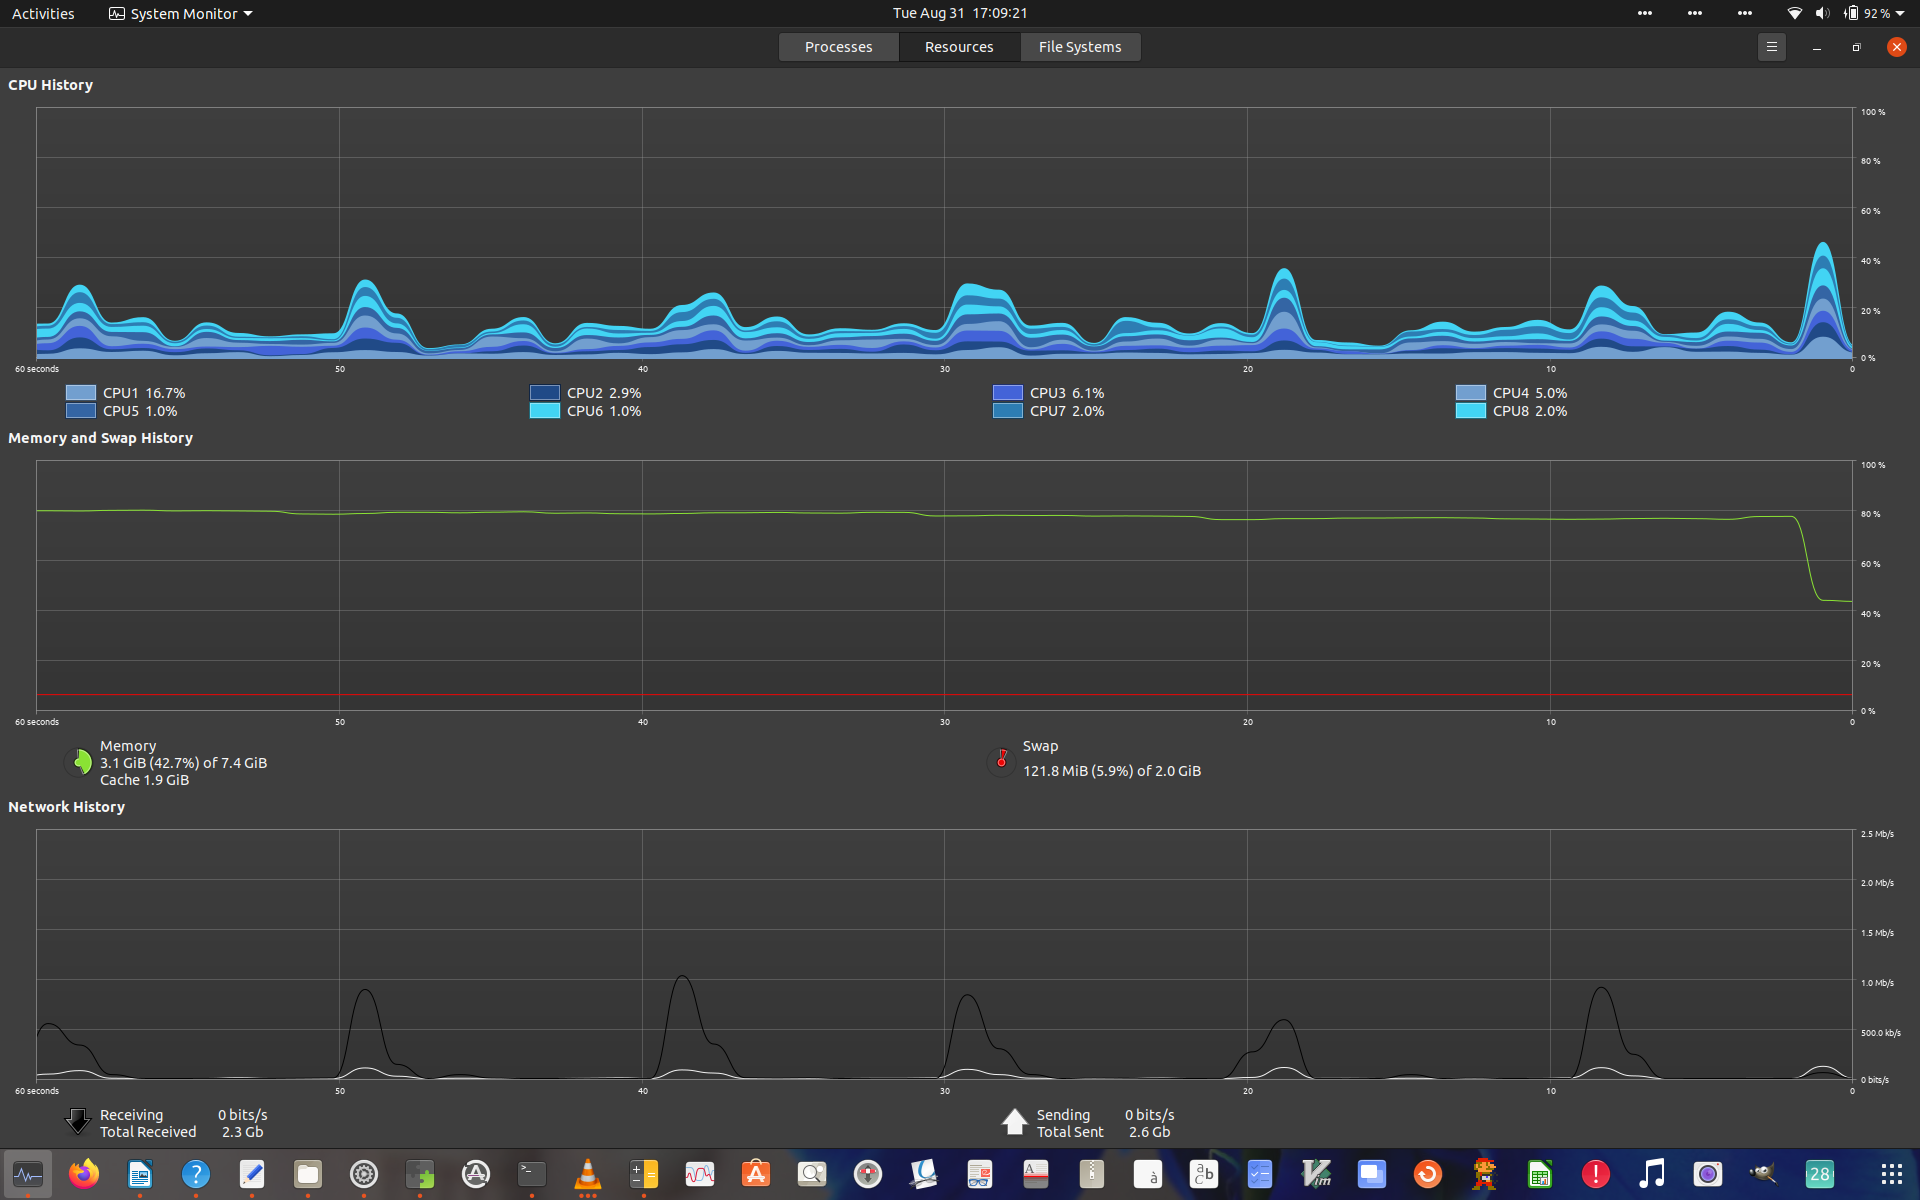 Activities System Monitor Tue Aug 31 17:09:21 92 %
Processes Resources File Systems
CPU History
100 %
80 %
60 %
40 %
20 %
0 %
60 seconds 50 40 30 20 10 0
CPU1 16.7% CPU2 2.9% CPU3 6.1% CPU4 5.0%
CPU5 1.0% CPU6 1.0% CPU7 2.0% CPU8 2.0%
Memory and Swap History
100 %
80 %
60 %
40 %
20 %
0 %
60 seconds 50 40 30 20 10 0
Memory Swap
3.1 GiB (42.7%) of 7.4 GiB 121.8 MiB (5.9%) of 2.0 GiB
Cache 1.9 GiB
Network History
2.5 Mb/s
2.0 Mb/s
1.5 Mb/s
1.0 Mb/s
500.0 kb/s
0 bits/s
60 seconds 50 40 30 20 10 0
Receiving 0 bits/s Sending 0 bits/s
Total Received 2.3 Gb Total Sent 2.6 Gb
? >_ A à a b c Vim ! 28